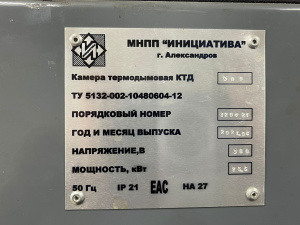 МНПП "ИНИЦИАТИВА"
г. Александров
Камера термодымовая КТД
ТУ 5132-002-10480604-12
ПОРЯДКОВЫЙ НОМЕР
ГОД И МЕСЯЦ ВЫПУСКА
НАПРЯЖЕНИЕ,В
МОЩНОСТЬ, кВт
50 Гц IP 21 ЕАС НА 27